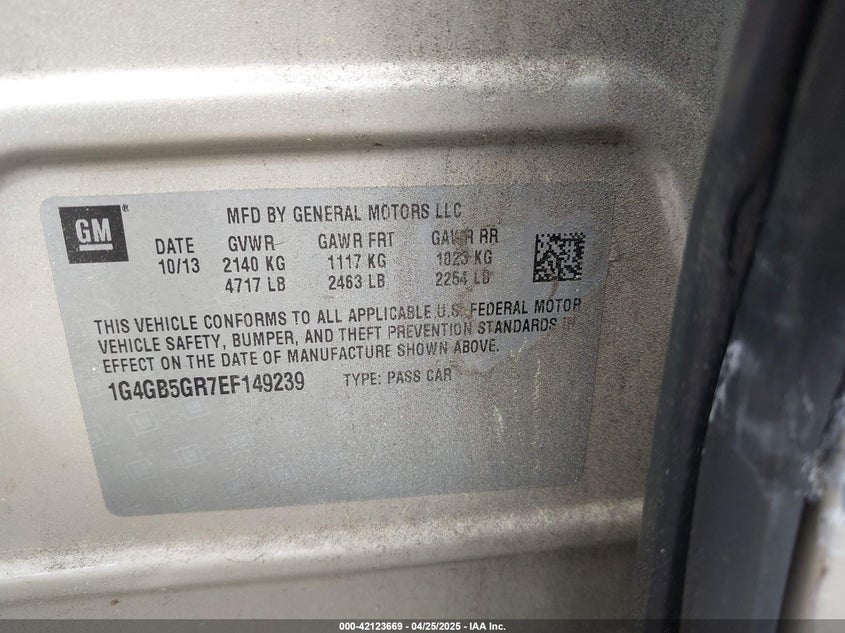 GM ®
MFD BY GENERAL MOTORS LLC
DATE GVWR GAWR FRT GAWR RR
10/13 2140 KG 1117 KG 1023 KG
4717 LB 2463 LB 2254 LB
THIS VEHICLE CONFORMS TO ALL APPLICABLE U.S. FEDERAL MOTOR
VEHICLE SAFETY, BUMPER, AND THEFT PREVENTION STANDARDS IN
EFFECT ON THE DATE OF MANUFACTURE SHOWN ABOVE.
1G4GB5GR7EF149239 TYPE: PASS CAR
000-42123669 - 04/25/2025 - IAA Inc.